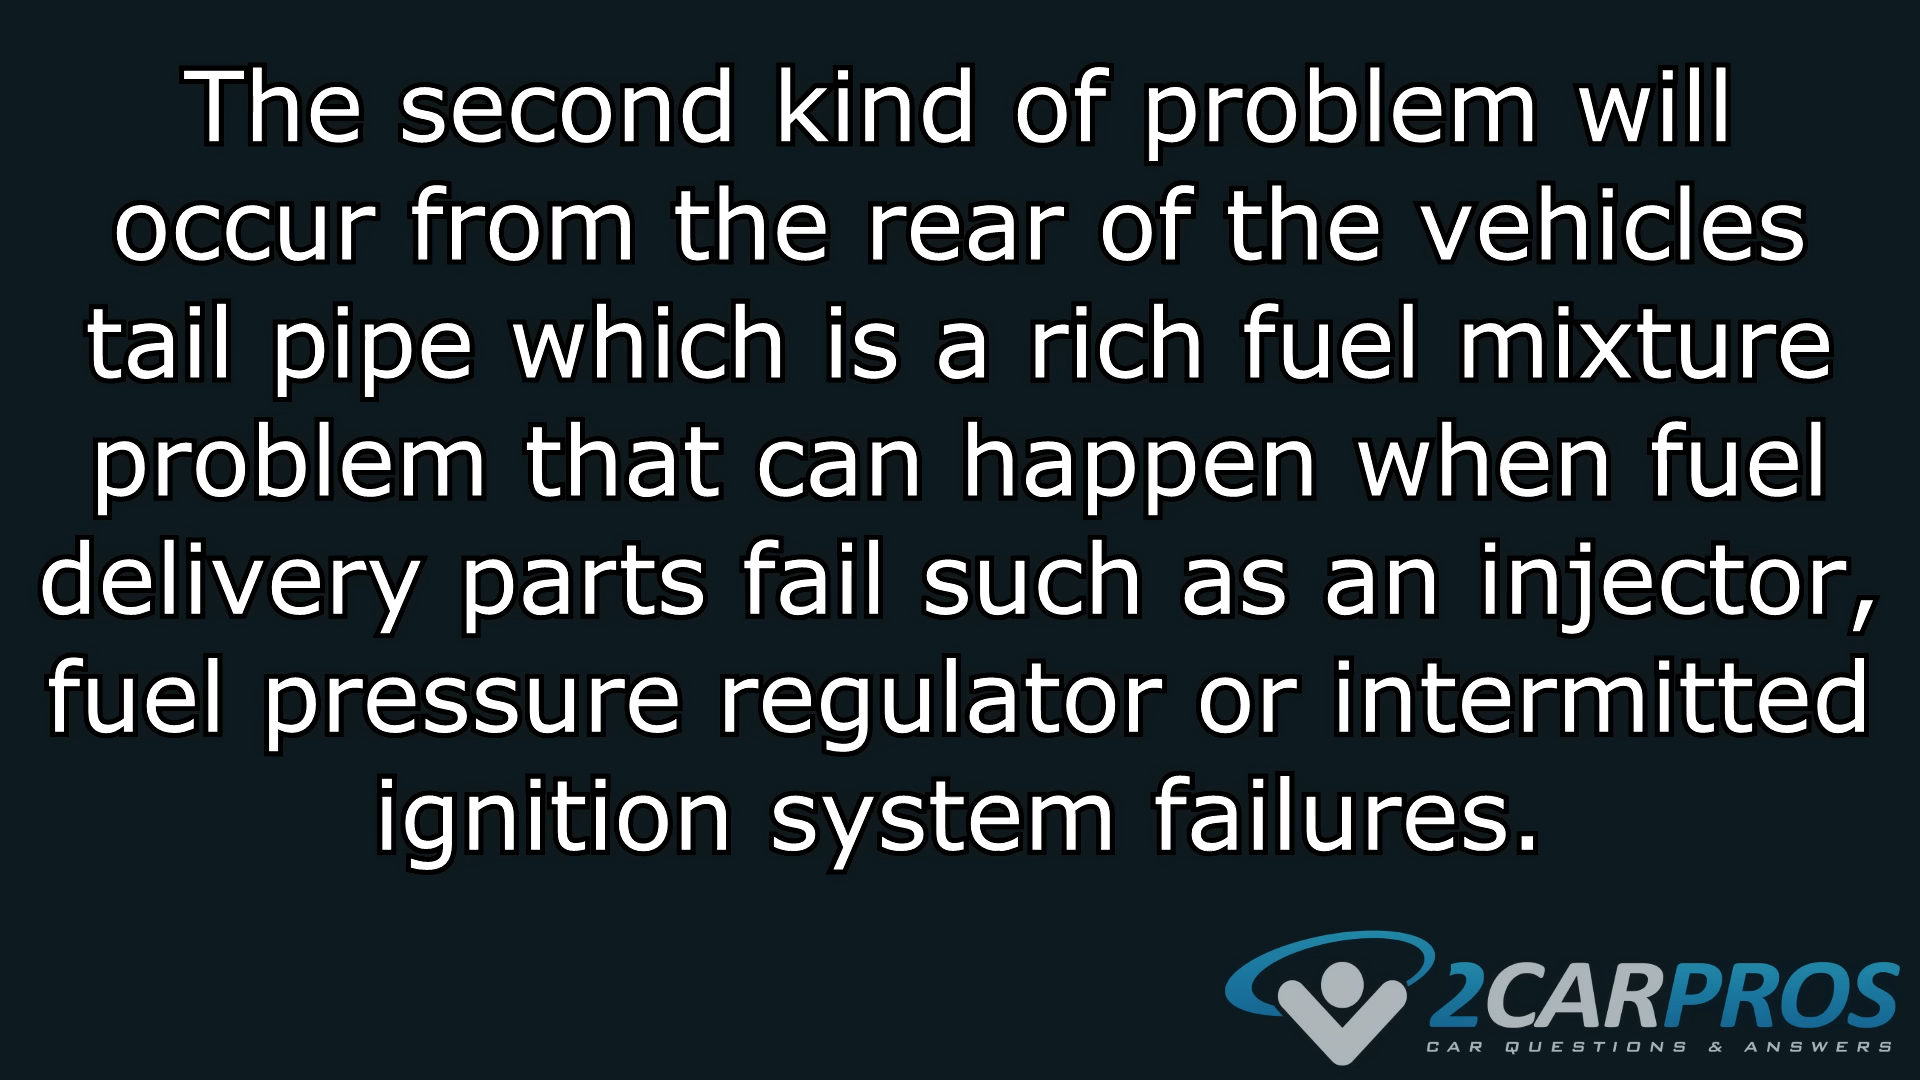 The second kind of problem will
occur from the rear of the vehicles
tail pipe which is a rich fuel mixture
problem that can happen when fuel
delivery parts fail such as an injector,
fuel pressure regulator or intermitted
ignition system failures.
2CARPROS
CAR QUESTIONS & ANSWERS